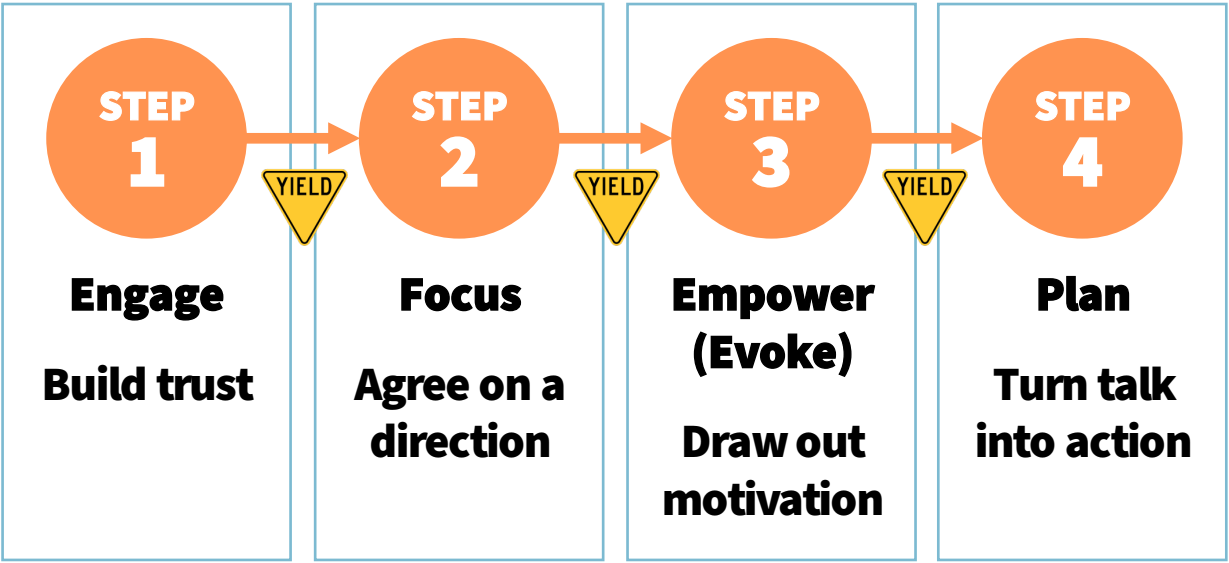 STEP
1
YIELD
STEP
2
YIELD
STEP
3
YIELD
STEP
4
Engage
Build trust
Focus
Agree on a
direction
Empower
(Evoke)
Draw out
motivation
Plan
Turn talk
into action